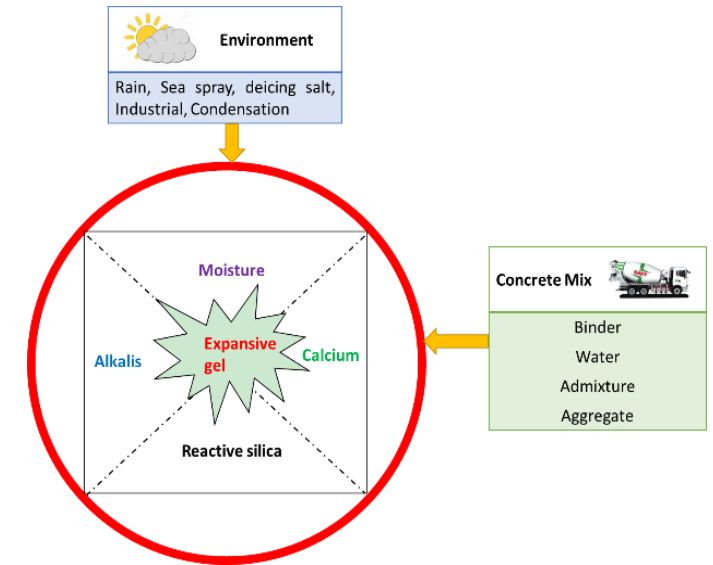 Environment
Rain, Sea spray, deicing salt,
Industrial, Condensation
Moisture
Alkalis
Expansive
gel
Calcium
Reactive silica
Concrete Mix
Binder
Water
Admixture
Aggregate